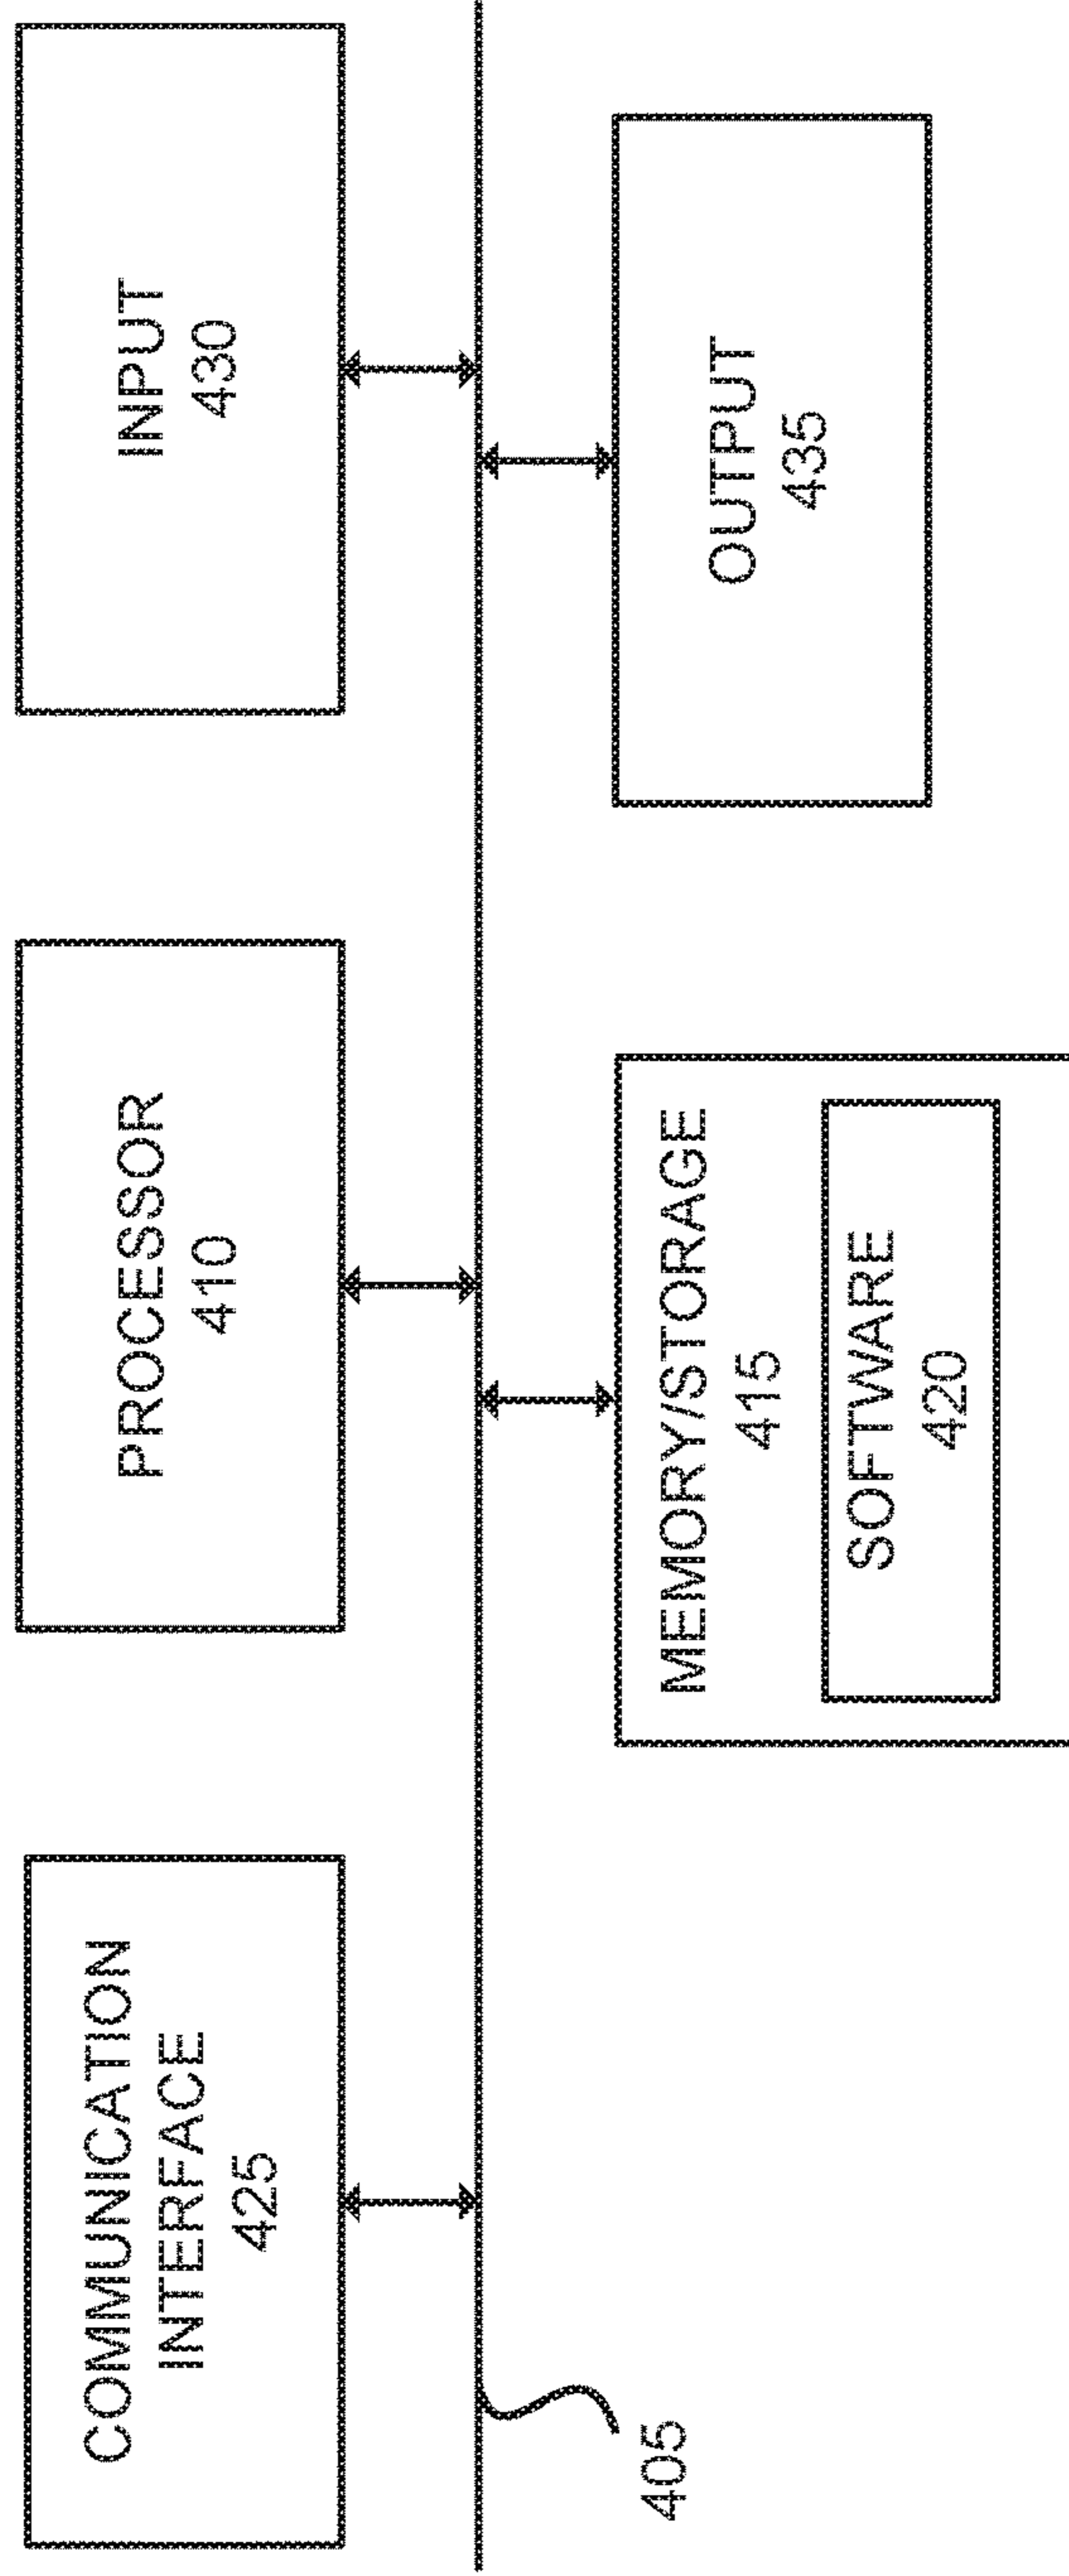 COMMUNICATION
INTERFACE
425
PROCESSOR
410
INPUT
430
405
MEMORY/STORAGE
415
SOFTWARE
420
OUTPUT
435